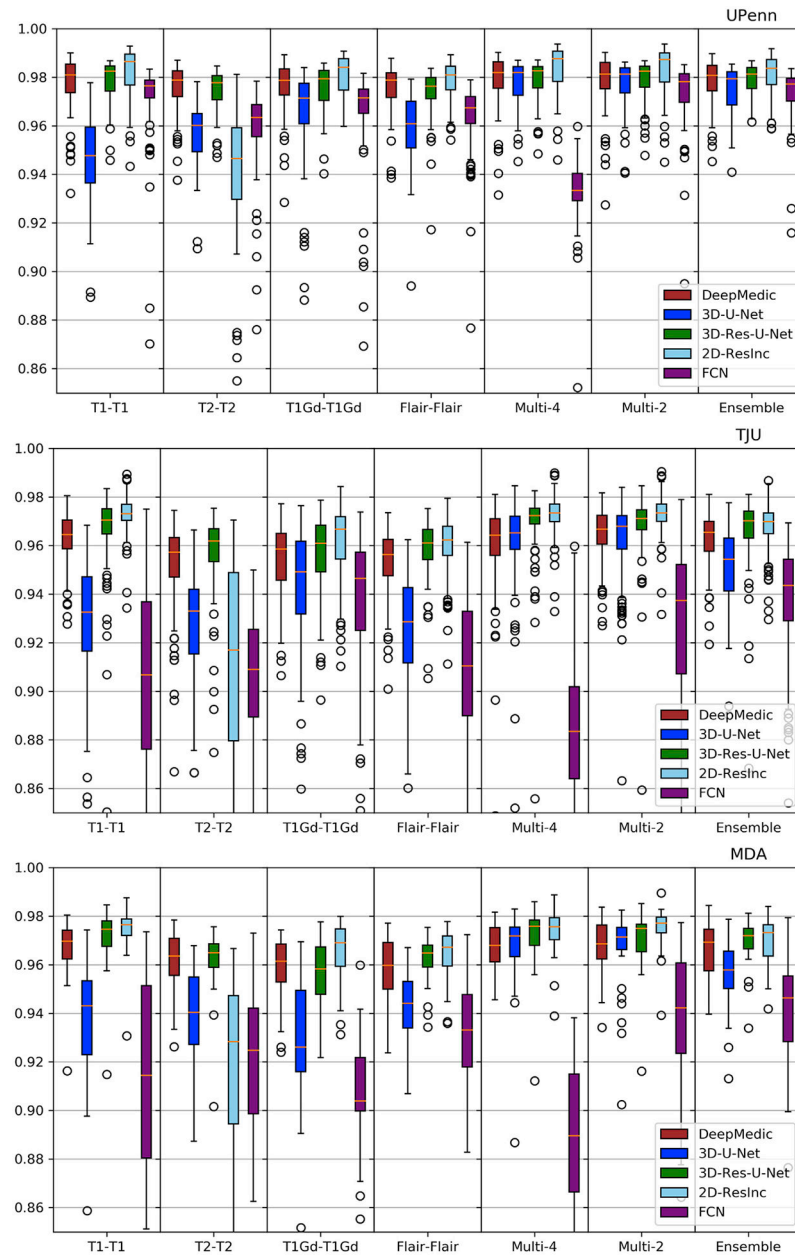 UPenn
1.00
0.98
0.96
0.94
0.92
0.90
0.88
0.86
DeepMedic
3D-U-Net
3D-Res-U-Net
2D-ResInc
FCN
T1-T1 T2-T2 T1Gd-T1Gd Flair-Flair Multi-4 Multi-2 Ensemble
TJU
1.00
0.98
0.96
0.94
0.92
0.90
0.88
0.86
DeepMedic
3D-U-Net
3D-Res-U-Net
2D-ResInc
FCN
T1-T1 T2-T2 T1Gd-T1Gd Flair-Flair Multi-4 Multi-2 Ensemble
MDA
1.00
0.98
0.96
0.94
0.92
0.90
0.88
0.86
DeepMedic
3D-U-Net
3D-Res-U-Net
2D-ResInc
FCN
T1-T1 T2-T2 T1Gd-T1Gd Flair-Flair Multi-4 Multi-2 Ensemble